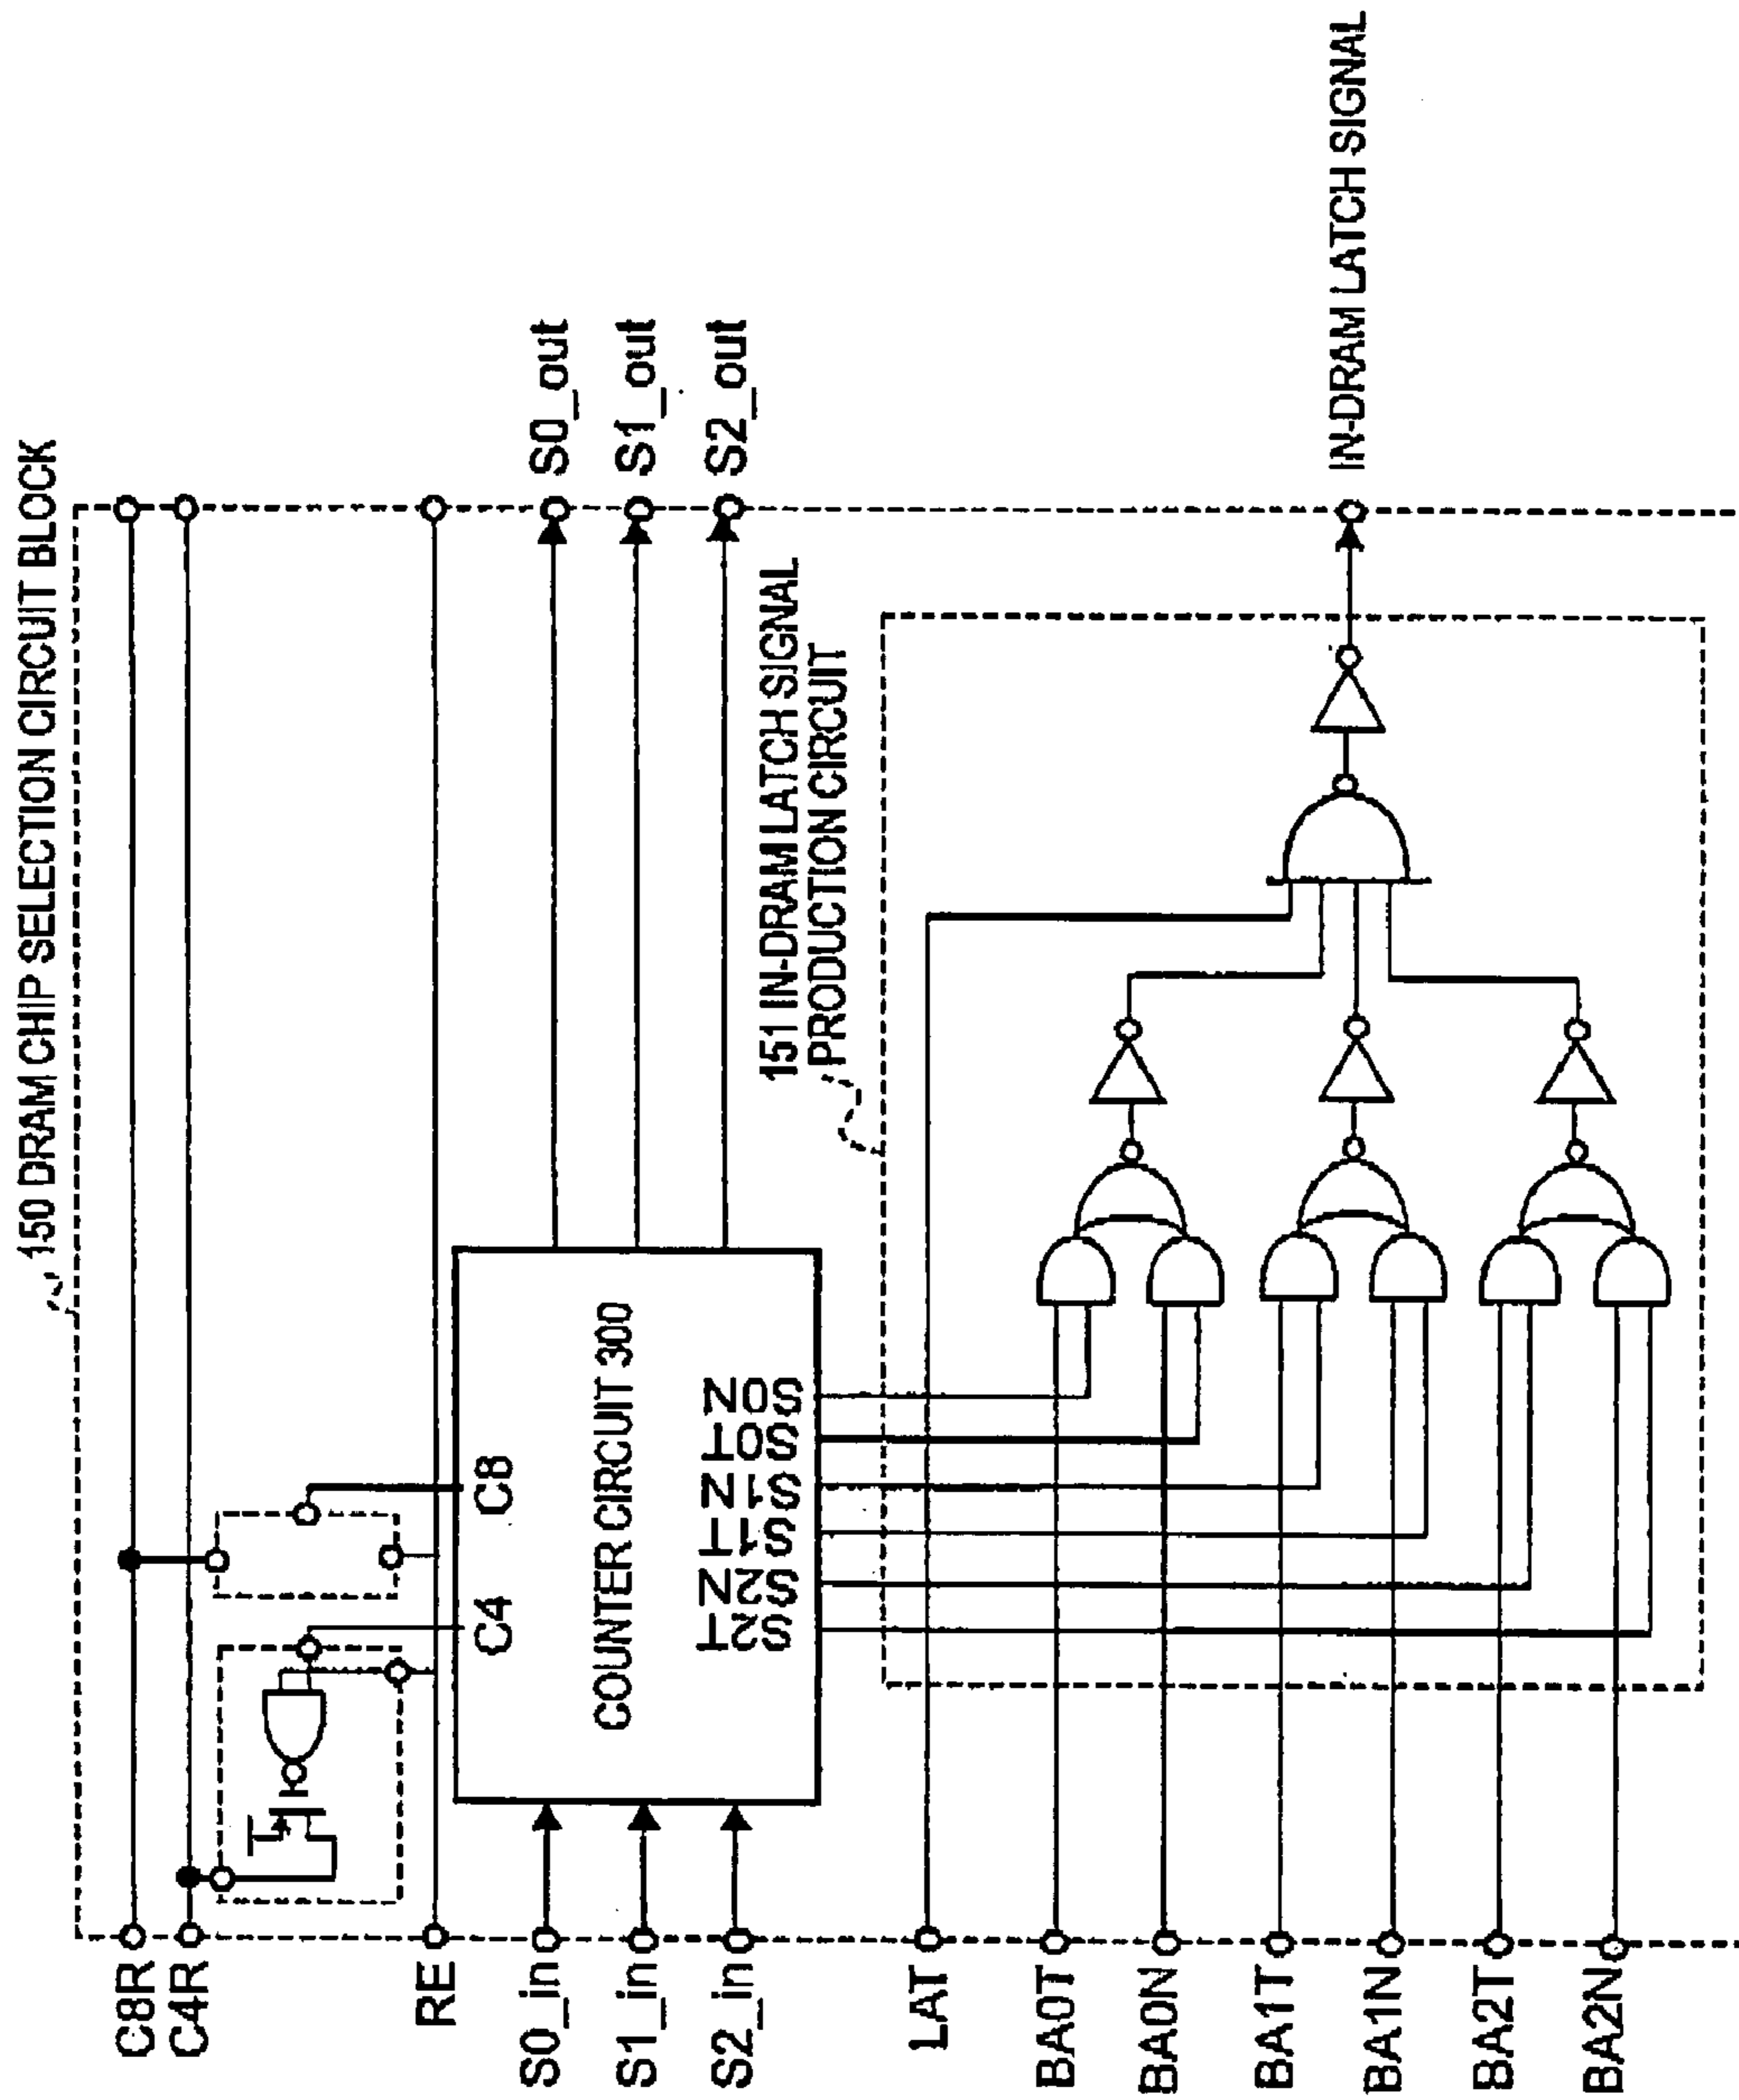 150 DRAM CHIP SELECTION CIRCUIT BLOCK
C8R
C4R
RE
S0_in
S1_in
S2_in
C4
C8
COUNTER CIRCUIT 300
S2T
S2N
S1T
S1N
S0T
S0N
S0_out
S1_out
S2_out
151 IN-DRAM LATCH SIGNAL
PRODUCTION CIRCUIT
LAT
BA0T
BA0N
BA1T
BA1N
BA2T
BA2N
IN-DRAM LATCH SIGNAL